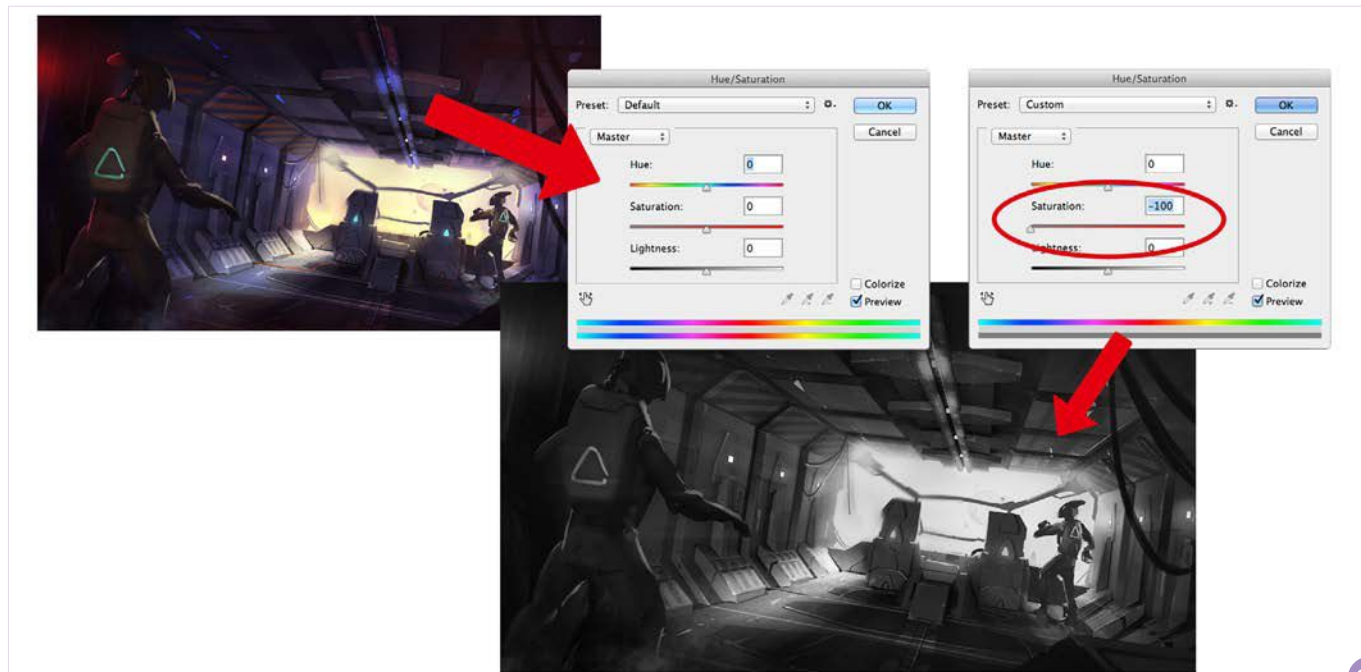 Hue/Saturation
Preset: Default
OK
Master
Cancel
Hue: 0
Saturation: 0
Lightness: 0
Colorize
Preview
Hue/Saturation
Preset: Custom
OK
Master
Cancel
Hue: 0
Saturation: -100
Lightness: 0
Colorize
Preview